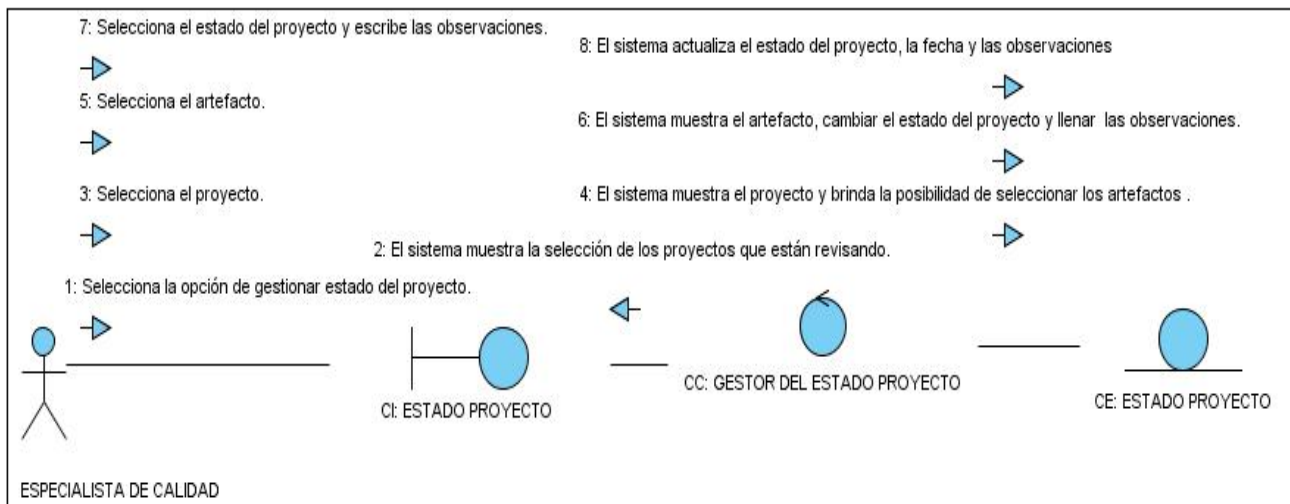 7: Selecciona el estado del proyecto y escribe las observaciones.
8: El sistema actualiza el estado del proyecto, la fecha y las observaciones
5: Selecciona el artefacto.
6: El sistema muestra el artefacto, cambiar el estado del proyecto y llenar las observaciones.
3: Selecciona el proyecto.
4: El sistema muestra el proyecto y brinda la posibilidad de seleccionar los artefactos .
2: El sistema muestra la selección de los proyectos que están revisando.
1: Selecciona la opción de gestionar estado del proyecto.
CC: GESTOR DEL ESTADO PROYECTO
CI: ESTADO PROYECTO
CE: ESTADO PROYECTO
ESPECIALISTA DE CALIDAD